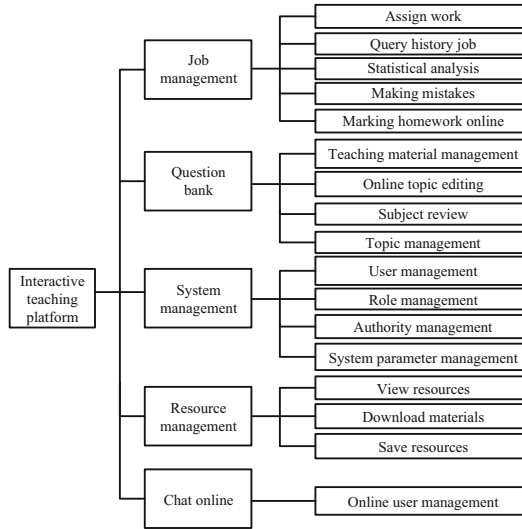 Interactive
teaching
platform
Job
management
Assign work
Query history job
Statistical analysis
Making mistakes
Marking homework online
Question
bank
Teaching material management
Online topic editing
Subject review
Topic management
System
management
User management
Role management
Authority management
System parameter management
Resource
management
View resources
Download materials
Save resources
Chat online
Online user management